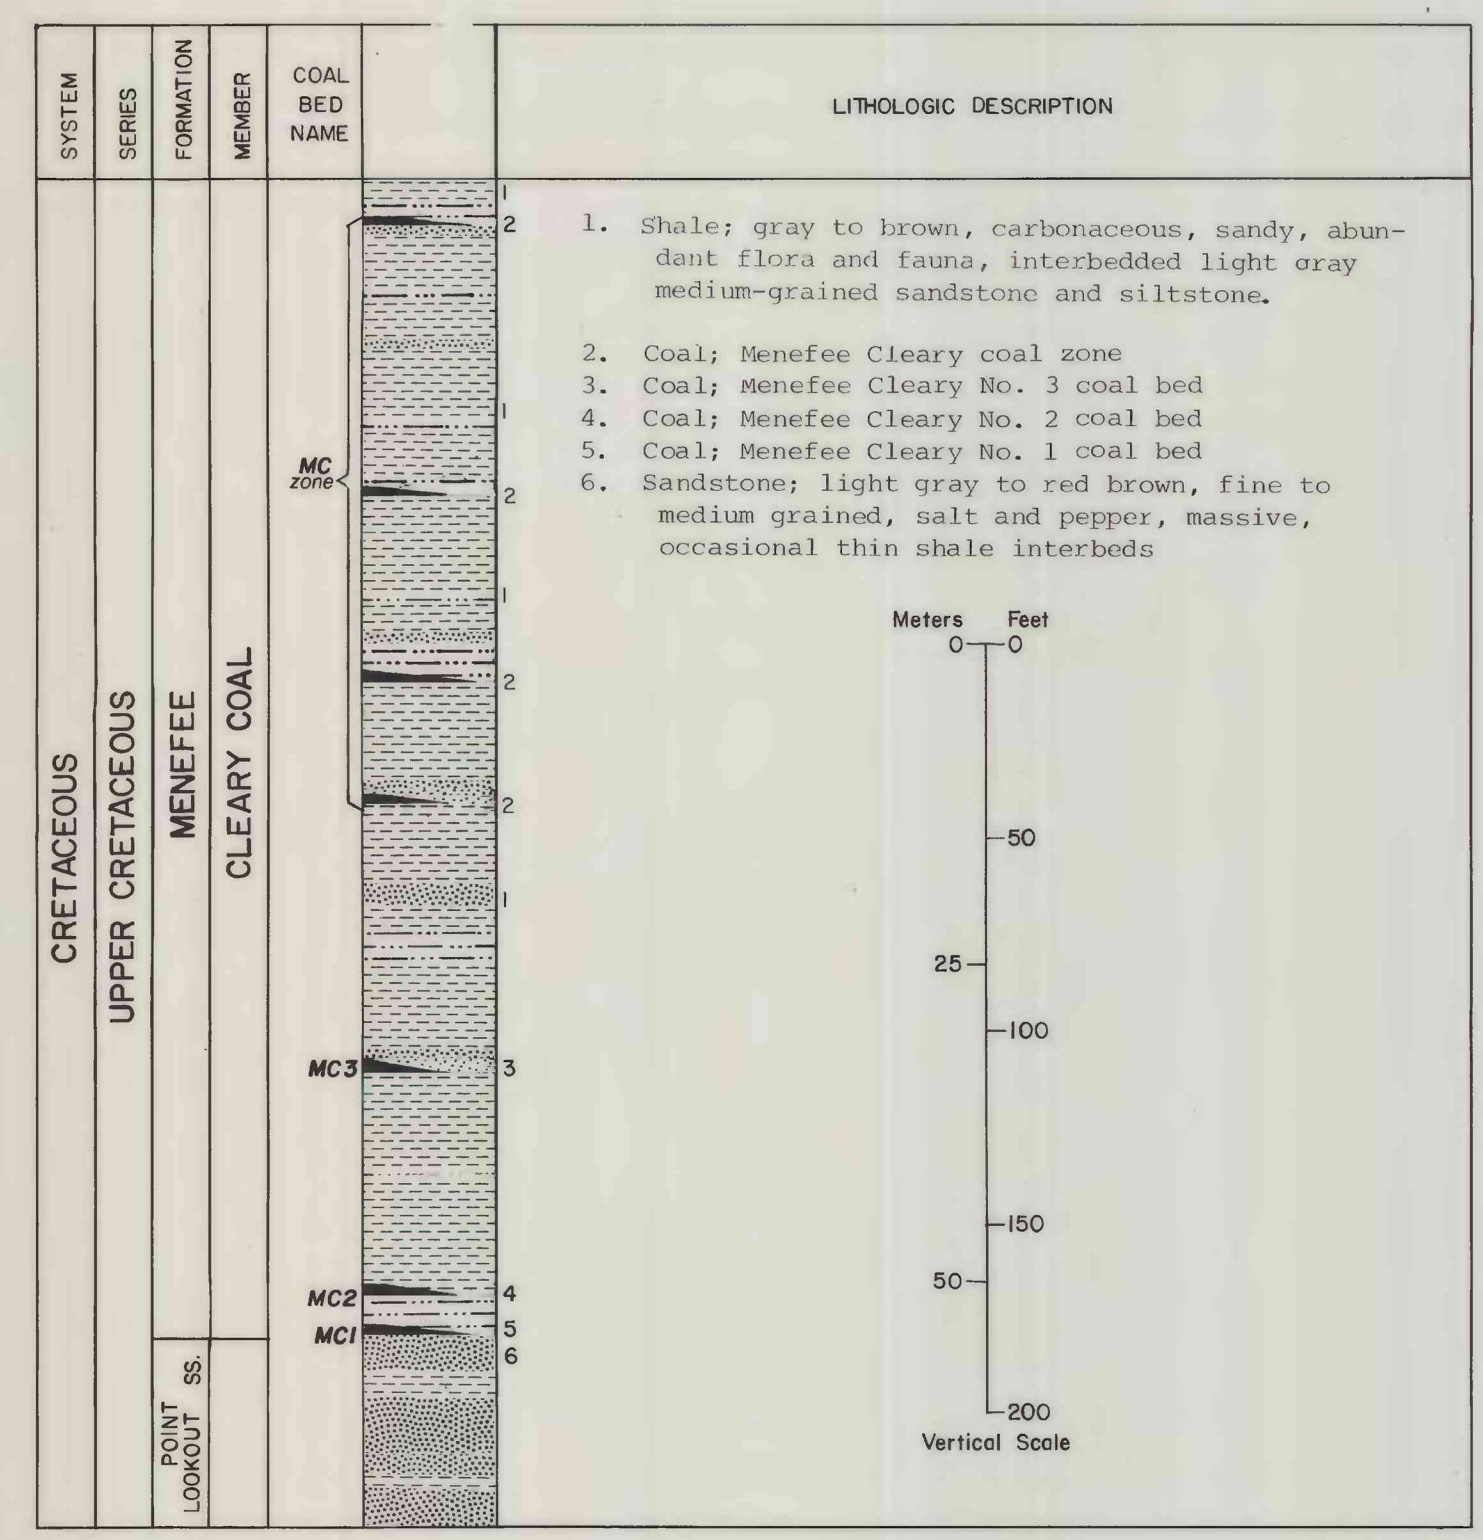 SYSTEM
SERIES
FORMATION
MEMBER
COAL
BED
NAME
LITHOLOGIC DESCRIPTION
CRETACEOUS
UPPER CRETACEOUS
MENEFEE
CLEARY COAL
POINT
LOOKOUT SS.
MC
zone
MC3
MC2
MC1
1
2
1
2
1
2
2
1
3
4
5
6
1. Shale; gray to brown, carbonaceous, sandy, abun-
dant flora and fauna, interbedded light gray
medium-grained sandstone and siltstone.
2. Coal; Menefee Cleary coal zone
3. Coal; Menefee Cleary No. 3 coal bed
4. Coal; Menefee Cleary No. 2 coal bed
5. Coal; Menefee Cleary No. 1 coal bed
6. Sandstone; light gray to red brown, fine to
medium grained, salt and pepper, massive,
occasional thin shale interbeds
Meters Feet
0 0
50
25
100
150
50
200
Vertical Scale